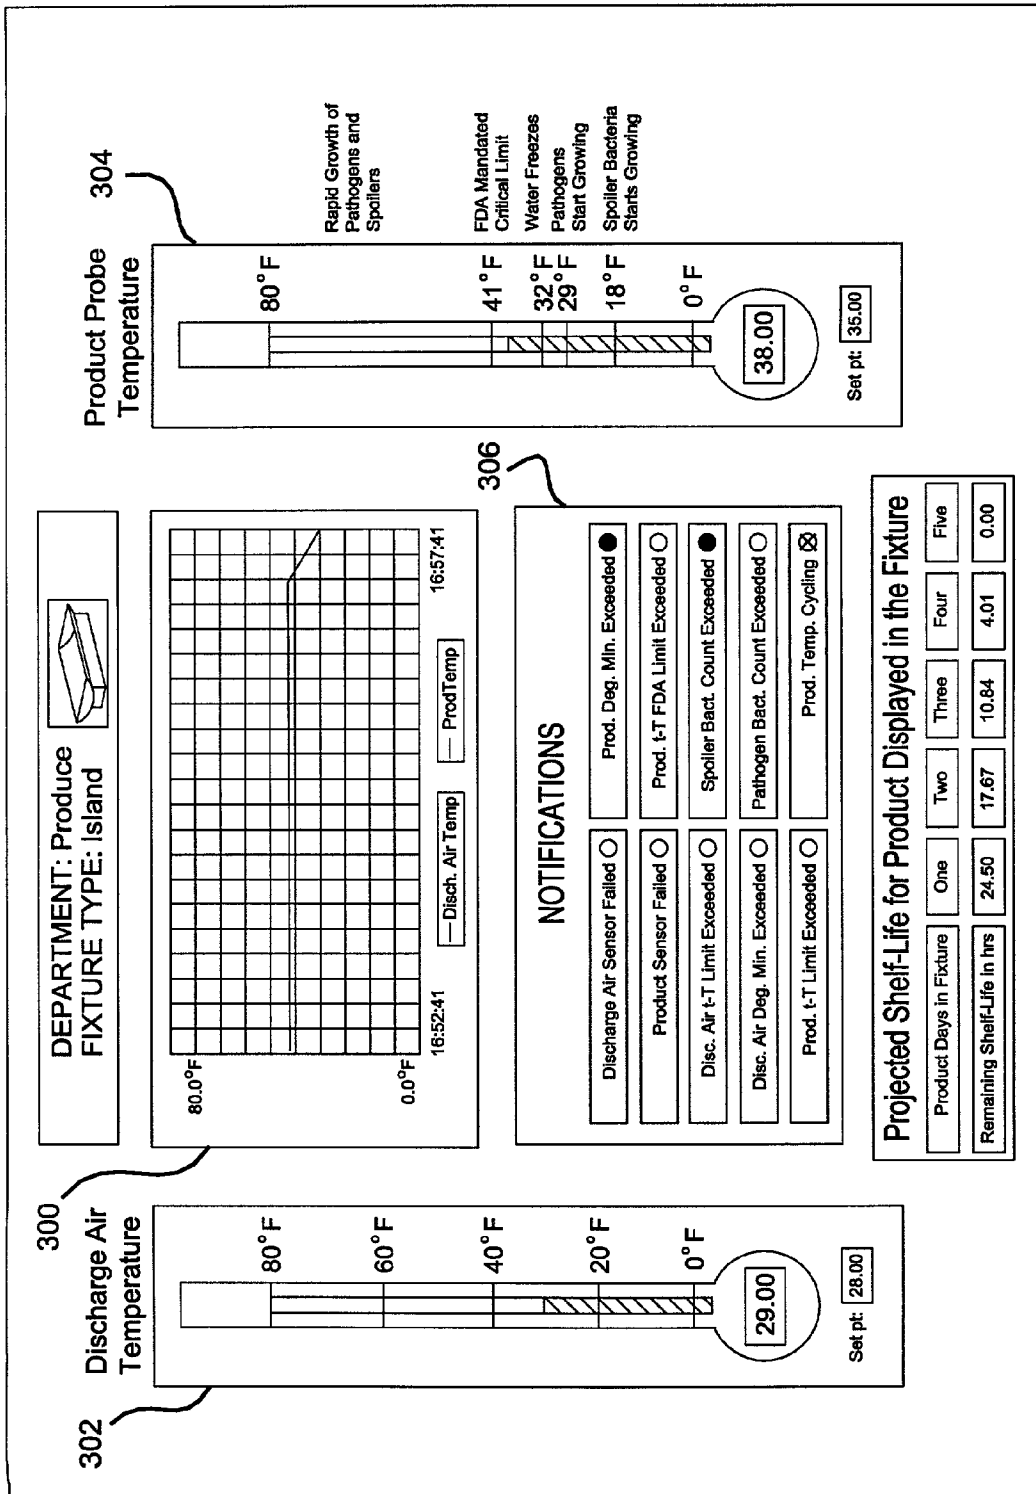 300
302
304
306
DEPARTMENT: Produce
FIXTURE TYPE: Island
Discharge Air
Temperature
80°F
60°F
40°F
20°F
0°F
29.00
Set pt: 28.00
80.0°F
0.0°F
16:52:41
16:57:41
— Disch. Air Temp
— ProdTemp
NOTIFICATIONS
Discharge Air Sensor Failed
Prod. Deg. Min. Exceeded
Product Sensor Failed
Prod. t-T FDA Limit Exceeded
Disc. Air t-T Limit Exceeded
Spoiler Bact. Count Exceeded
Disc. Air Deg. Min. Exceeded
Pathogen Bact. Count Exceeded
Prod. t-T Limit Exceeded
Prod. Temp. Cycling
Projected Shelf-Life for Product Displayed in the Fixture
Product Days in Fixture One Two Three Four Five
Remaining Shelf-Life in hrs 24.50 17.67 10.84 4.01 0.00
Product Probe
Temperature
80°F
Rapid Growth of
Pathogens and
Spoilers
41°F
FDA Mandated
Critical Limit
32°F
Water Freezes
29°F
Pathogens
Start Growing
18°F
Spoiler Bacteria
Starts Growing
0°F
38.00
Set pt: 35.00